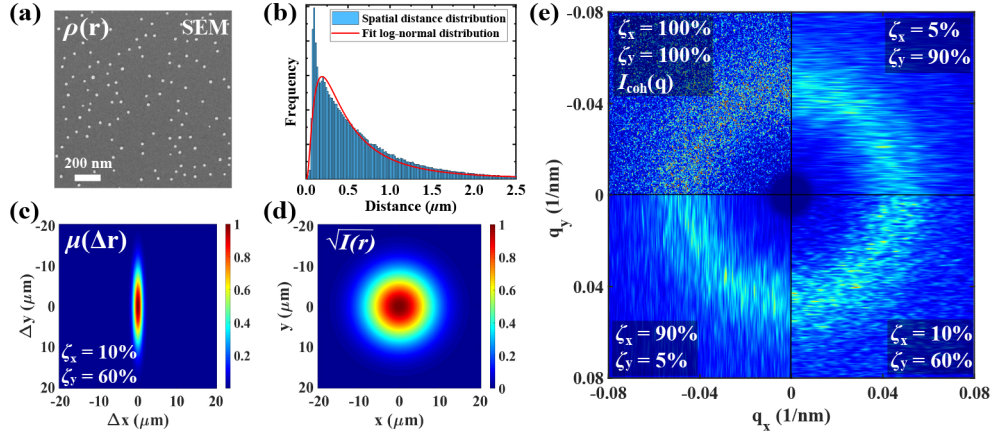 (a)
ρ(r)
SEM
200 nm
(b)
Spatial distance distribution
Fit log-normal distribution
Frequency
0.0 0.5 1.0 1.5 2.0 2.5
Distance (μm)
(c)
μ(Δr)
-20
-10
0
10
20
Δy (μm)
ζx = 10%
ζy = 60%
-20 -10 0 10 20
Δx (μm)
1
0.8
0.6
0.4
0.2
0
(d)
√I(r)
20
10
0
-10
-20
y (μm)
-20 -10 0 10 20
x (μm)
1
0.8
0.6
0.4
0.2
0
(e)
ζx = 100%
ζy = 100%
Icoh(q)
ζx = 5%
ζy = 90%
ζx = 90%
ζy = 5%
ζx = 10%
ζy = 60%
-0.08
-0.04
0
0.04
0.08
qy (1/nm)
-0.08 -0.04 0 0.04 0.08
qx (1/nm)